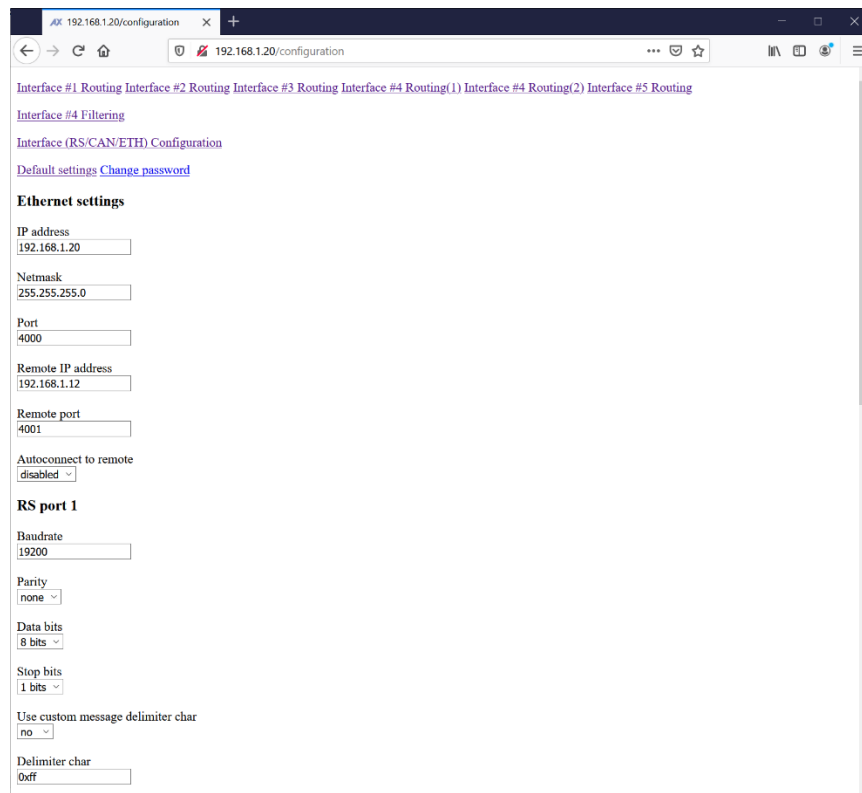 192.168.1.20/configuration
192.168.1.20/configuration
Interface #1 Routing Interface #2 Routing Interface #3 Routing Interface #4 Routing(1) Interface #4 Routing(2) Interface #5 Routing
Interface #4 Filtering
Interface (RS/CAN/ETH) Configuration
Default settings Change password
Ethernet settings
IP address
192.168.1.20
Netmask
255.255.255.0
Port
4000
Remote IP address
192.168.1.12
Remote port
4001
Autoconnect to remote
disabled
RS port 1
Baudrate
19200
Parity
none
Data bits
8 bits
Stop bits
1 bits
Use custom message delimiter char
no
Delimiter char
0xff